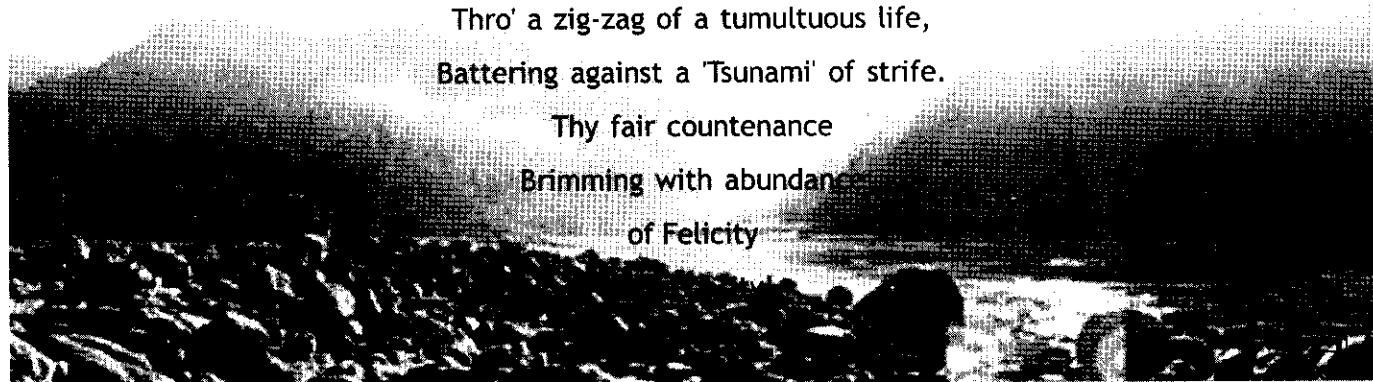 Thro' a zig-zag of a tumultuous life,
Battering against a 'Tsunami' of strife.
Thy fair countenance
Brimming with abundance
of Felicity